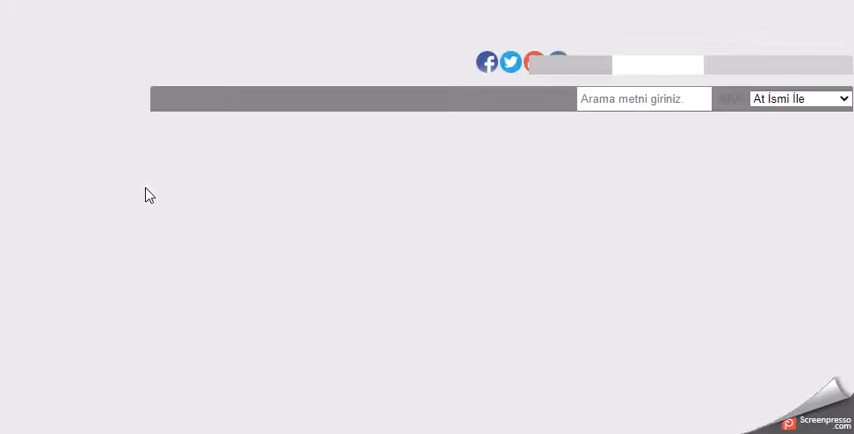 Arama metni giriniz.
At İsmi İle
Screenpresso
.com